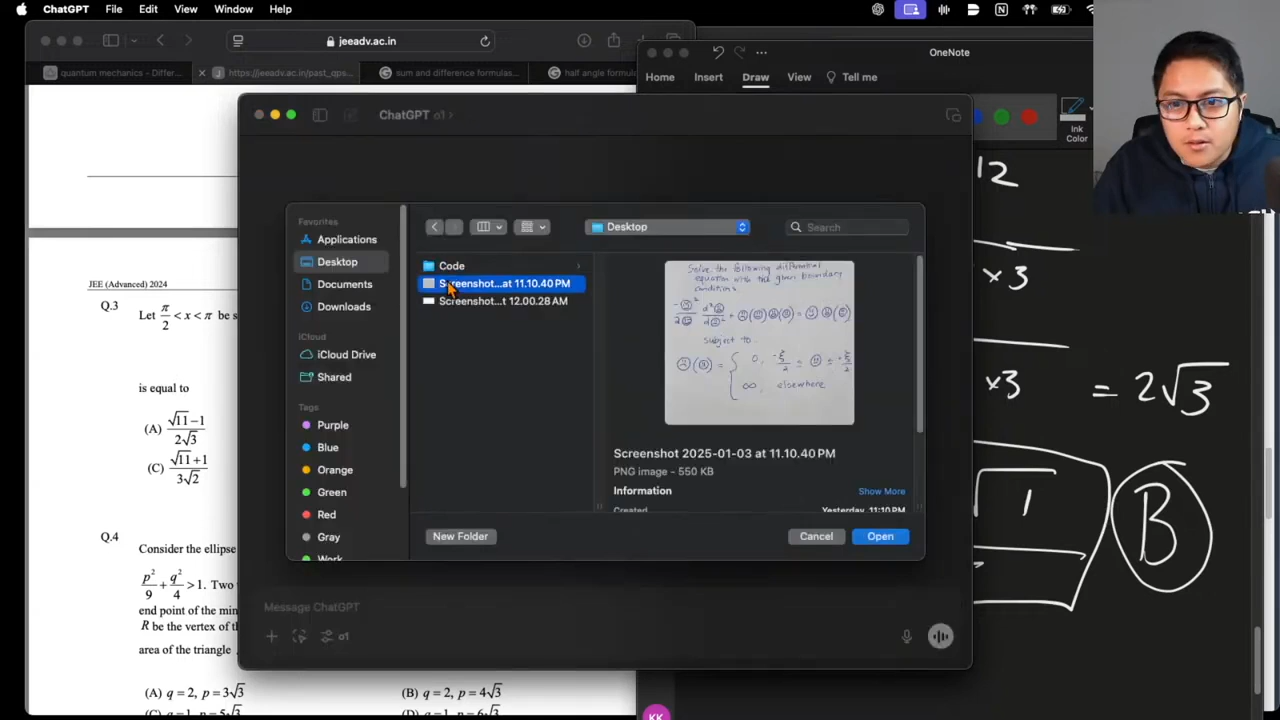 ChatGPT File Edit View Window Help
jeeadv.ac.in
OneNote
quantum mechanics - Differ...
https://jeeadv.ac.in/past_qps...
sum and difference formulas...
half angle formu
Home Insert Draw View Tell me
ChatGPT o1 >
Ink
Color
12
×3
×3
= 2√3
1
B
JEE (Advanced) 2024
Q.3
Let π/2 < x < π be s
is equal to
(A) √11−1/2√3
(C) √11+1/3√2
Q.4
Consider the ellipse
p²/9 + q²/4 > 1. Two
end point of the min
R be the vertex of th
area of the triangle
(A) q = 2, p = 3√3
(B) q = 2, p = 4√3
Favorites
Applications
Desktop
Documents
Downloads
iCloud
iCloud Drive
Shared
Tags
Purple
Blue
Orange
Green
Red
Gray
Work
Desktop
Search
Code
Screenshot...at 11.10.40 PM
Screenshot...t 12.00.28 AM
Solve the following differential
equation with the given boundary
conditions.
subject to
0,
∞, elsewhere
Screenshot 2025-01-03 at 11.10.40 PM
PNG image - 550 KB
Information Show More
Created Yesterday, 11:10 PM
New Folder Cancel Open
Message ChatGPT
o1
KK